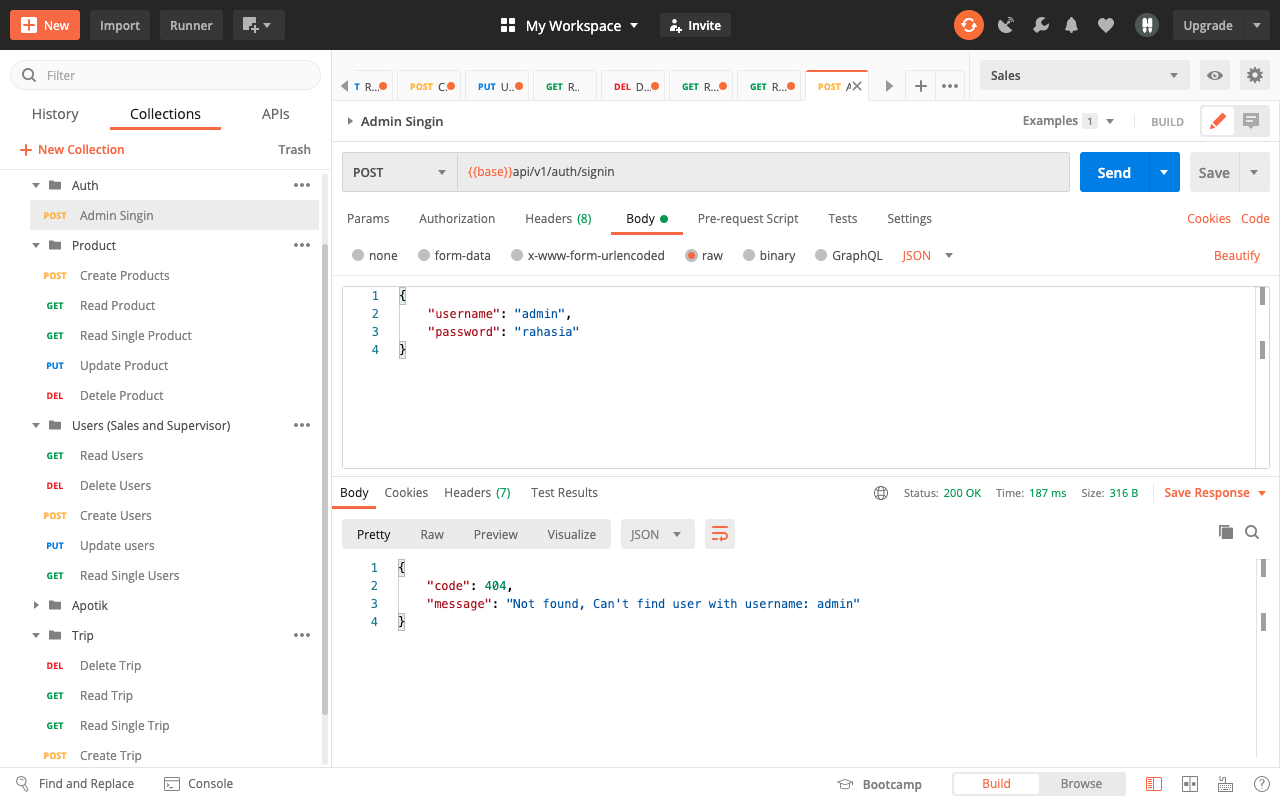 New
Import
Runner
My Workspace
Invite
Upgrade
Filter
History
Collections
APIs
New Collection
Trash
Auth
POST Admin Singin
Product
POST Create Products
GET Read Product
GET Read Single Product
PUT Update Product
DEL Detele Product
Users (Sales and Supervisor)
GET Read Users
DEL Delete Users
POST Create Users
PUT Update users
GET Read Single Users
Apotik
Trip
DEL Delete Trip
GET Read Trip
GET Read Single Trip
POST Create Trip
T R...
POST C..
PUT U..
GET R..
DEL D...
GET R...
GET R...
POST A
Sales
Admin Singin
Examples 1
BUILD
POST
{{base}}api/v1/auth/signin
Send
Save
Params
Authorization
Headers (8)
Body
Pre-request Script
Tests
Settings
Cookies
Code
none
form-data
x-www-form-urlencoded
raw
binary
GraphQL
JSON
Beautify
1 {
2 "username": "admin",
3 "password": "rahasia"
4 }
Body
Cookies
Headers (7)
Test Results
Status: 200 OK
Time: 187 ms
Size: 316 B
Save Response
Pretty
Raw
Preview
Visualize
JSON
1 {
2 "code": 404,
3 "message": "Not found, Can't find user with username: admin"
4 }
Find and Replace
Console
Bootcamp
Build
Browse